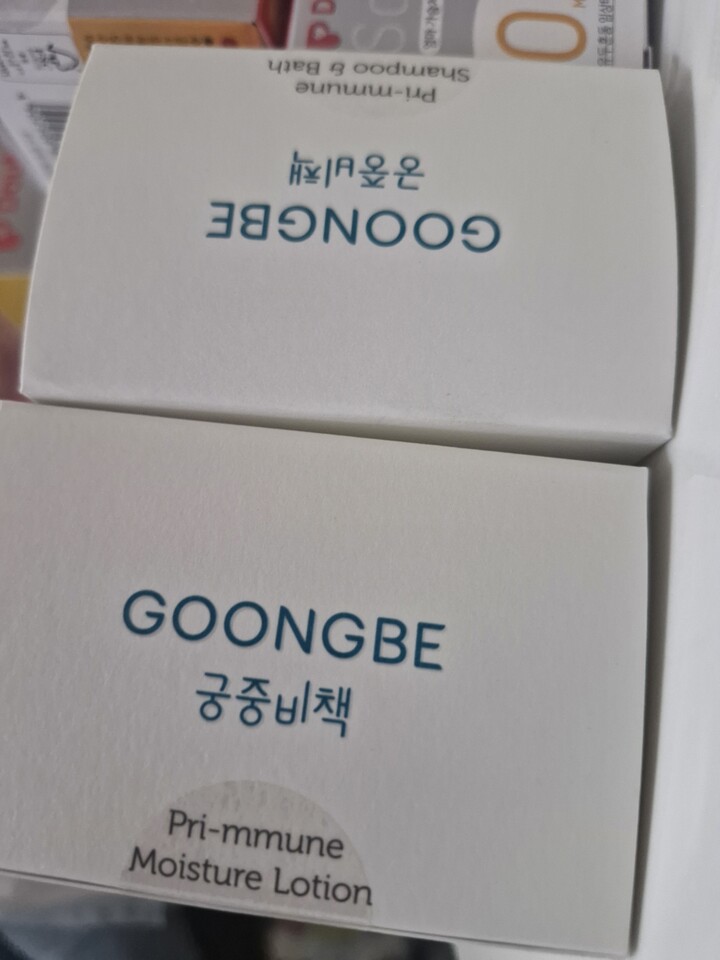 GOONGBE
궁중비책
Pri-mmune
Shampoo & Bath
GOONGBE
궁중비책
Pri-mmune
Moisture Lotion